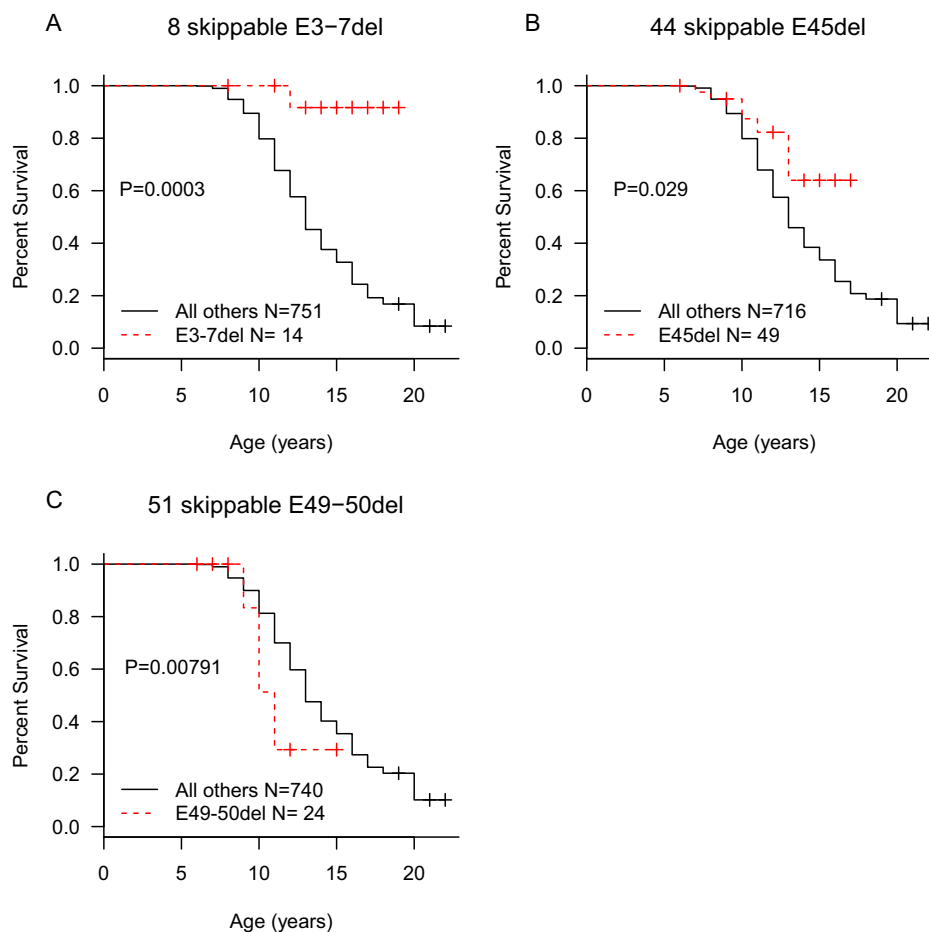 A
8 skippable E3−7del
Percent Survival
1.0
0.8
0.6
0.4
0.2
0.0
P=0.0003
All others N=751
E3-7del N= 14
0 5 10 15 20
Age (years)
B
44 skippable E45del
Percent Survival
1.0
0.8
0.6
0.4
0.2
0.0
P=0.029
All others N=716
E45del N= 49
0 5 10 15 20
Age (years)
C
51 skippable E49−50del
Percent Survival
1.0
0.8
0.6
0.4
0.2
0.0
P=0.00791
All others N=740
E49-50del N= 24
0 5 10 15 20
Age (years)